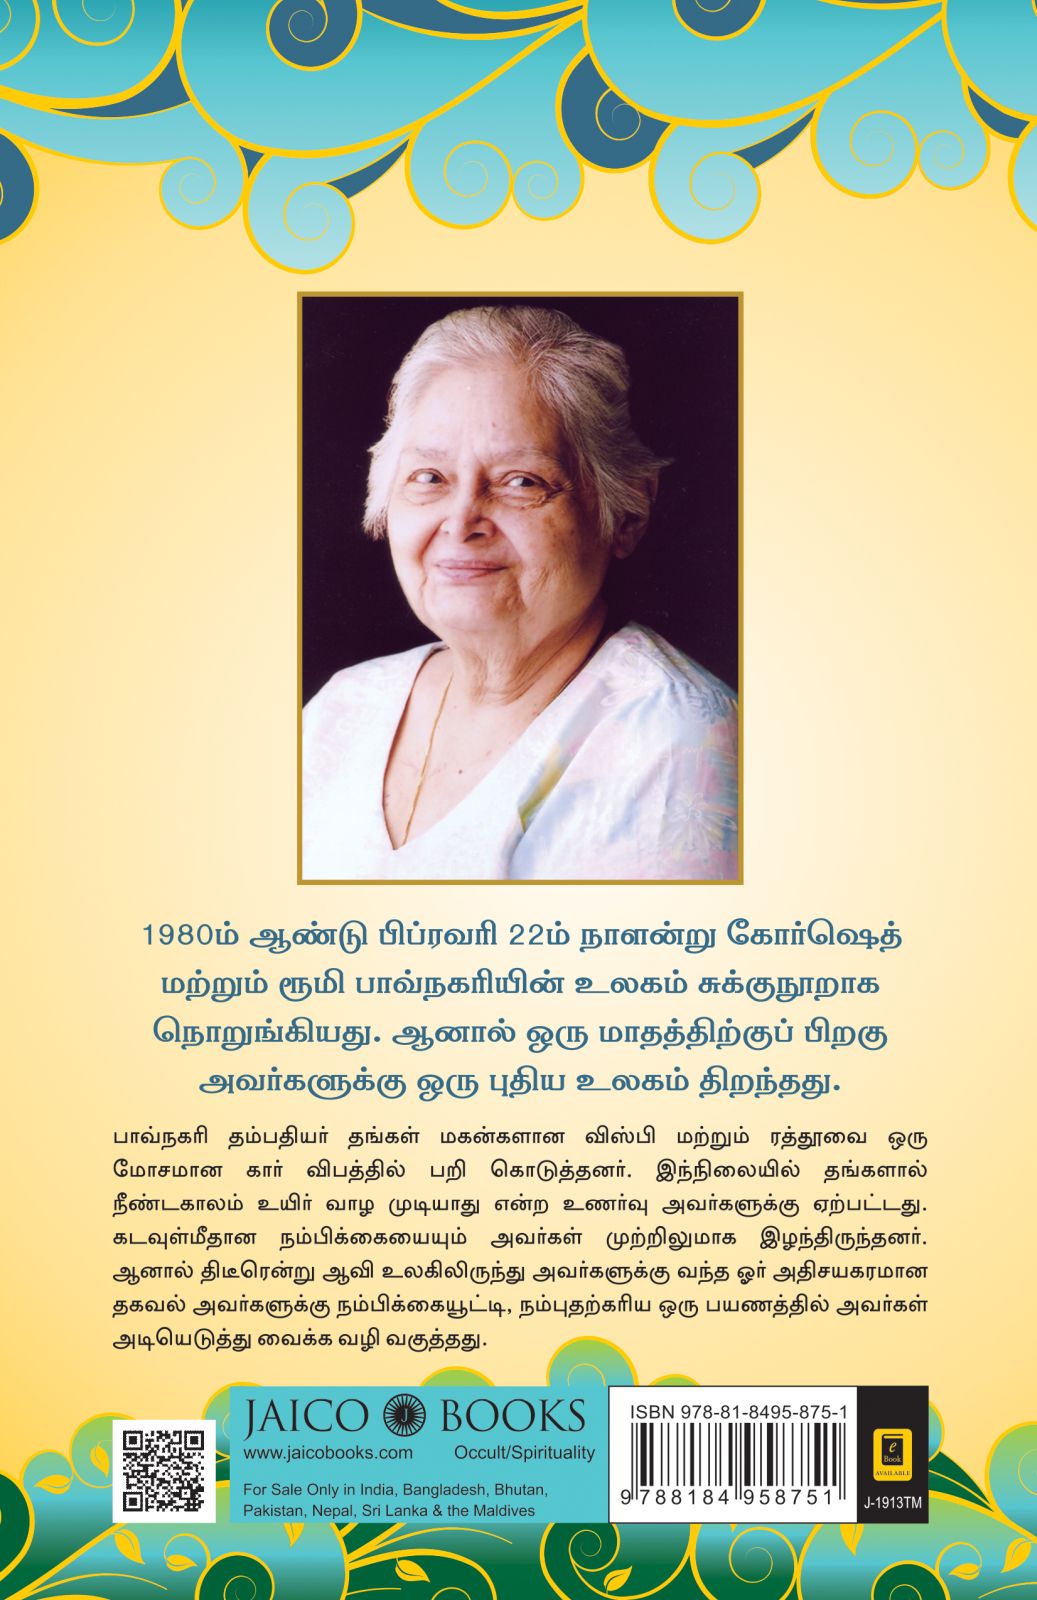 1980ம் ஆண்டு பிப்ரவரி 22ம் நாளன்று கோர்ஷெத்
மற்றும் ரூமி பாவ்நகரியின் உலகம் சுக்குநூறாக
நொறுங்கியது. ஆனால் ஒரு மாதத்திற்குப் பிறகு
அவர்களுக்கு ஒரு புதிய உலகம் திறந்தது.
பாவ்நகரி தம்பதியர் தங்கள் மகன்களான விஸ்பி மற்றும் ரத்தூவை ஒரு
மோசமான கார் விபத்தில் பறி கொடுத்தனர். இந்நிலையில் தங்களால்
நீண்டகாலம் உயிர் வாழ முடியாது என்ற உணர்வு அவர்களுக்கு ஏற்பட்டது.
கடவுள்மீதான நம்பிக்கையையும் அவர்கள் முற்றிலுமாக இழந்திருந்தனர்.
ஆனால் திடீரென்று ஆவி உலகிலிருந்து அவர்களுக்கு வந்த ஓர் அதிசயகரமான
தகவல் அவர்களுக்கு நம்பிக்கையூட்டி, நம்புதற்கரிய ஒரு பயணத்தில் அவர்கள்
அடியெடுத்து வைக்க வழி வகுத்தது.
JAICO J BOOKS
www.jaicobooks.com Occult/Spirituality
For Sale Only in India, Bangladesh, Bhutan,
Pakistan, Nepal, Sri Lanka & the Maldives
ISBN 978-81-8495-875-1
9 788184 958751
e
Book
AVAILABLE
J-1913TM